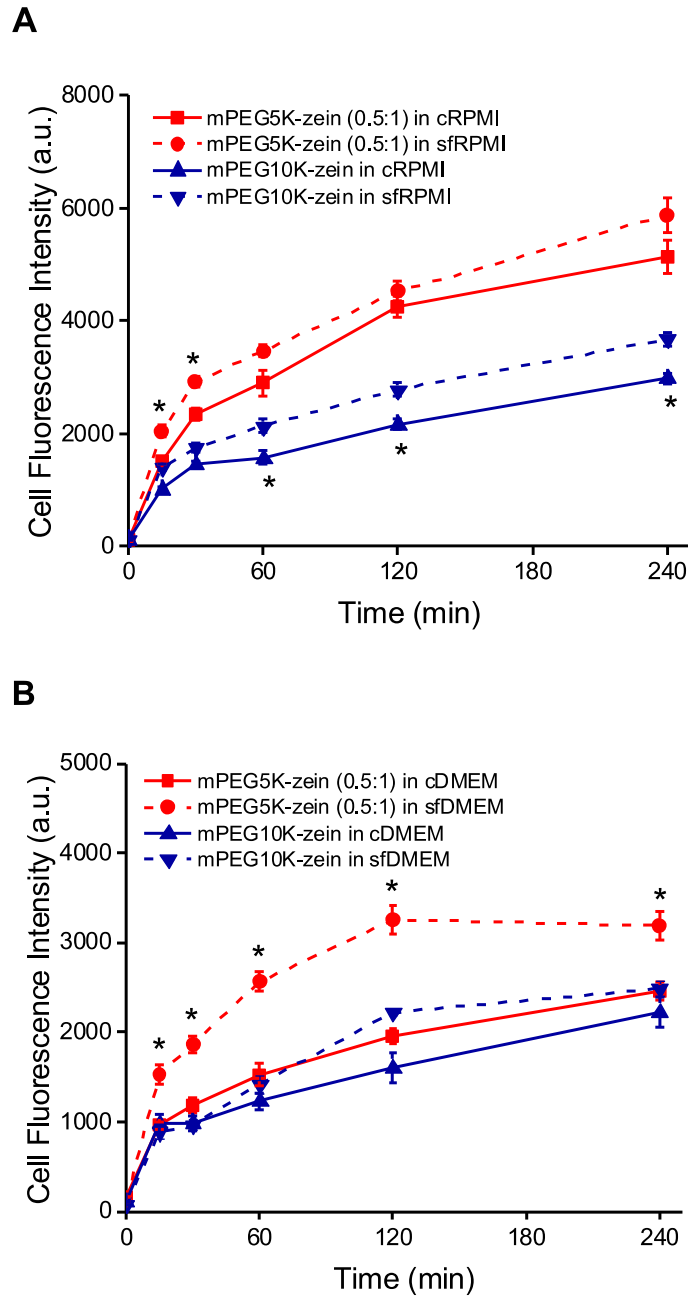 A
8000
mPEG5K-zein (0.5:1) in cRPMI
mPEG5K-zein (0.5:1) in sfRPMI
mPEG10K-zein in cRPMI
mPEG10K-zein in sfRPMI
6000
4000
2000
0
Cell Fluorescence Intensity (a.u.)
* * * * *
0 60 120 180 240
Time (min)
B
5000
mPEG5K-zein (0.5:1) in cDMEM
mPEG5K-zein (0.5:1) in sfDMEM
mPEG10K-zein in cDMEM
mPEG10K-zein in sfDMEM
4000
3000
2000
1000
0
Cell Fluorescence Intensity (a.u.)
* * * * *
0 60 120 180 240
Time (min)